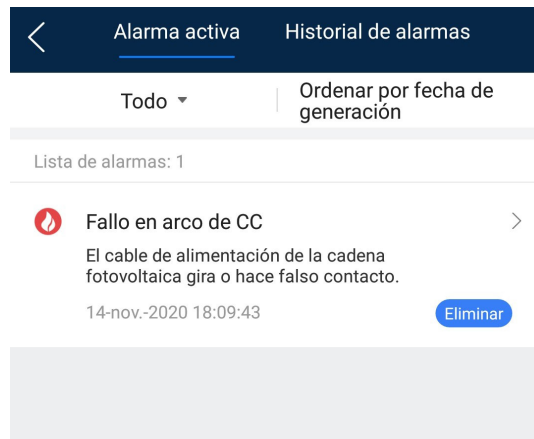 Alarma activa
Historial de alarmas
Todo
Ordenar por fecha de
generación
Lista de alarmas: 1
Fallo en arco de CC
El cable de alimentación de la cadena
fotovoltaica gira o hace falso contacto.
14-nov.-2020 18:09:43
Eliminar